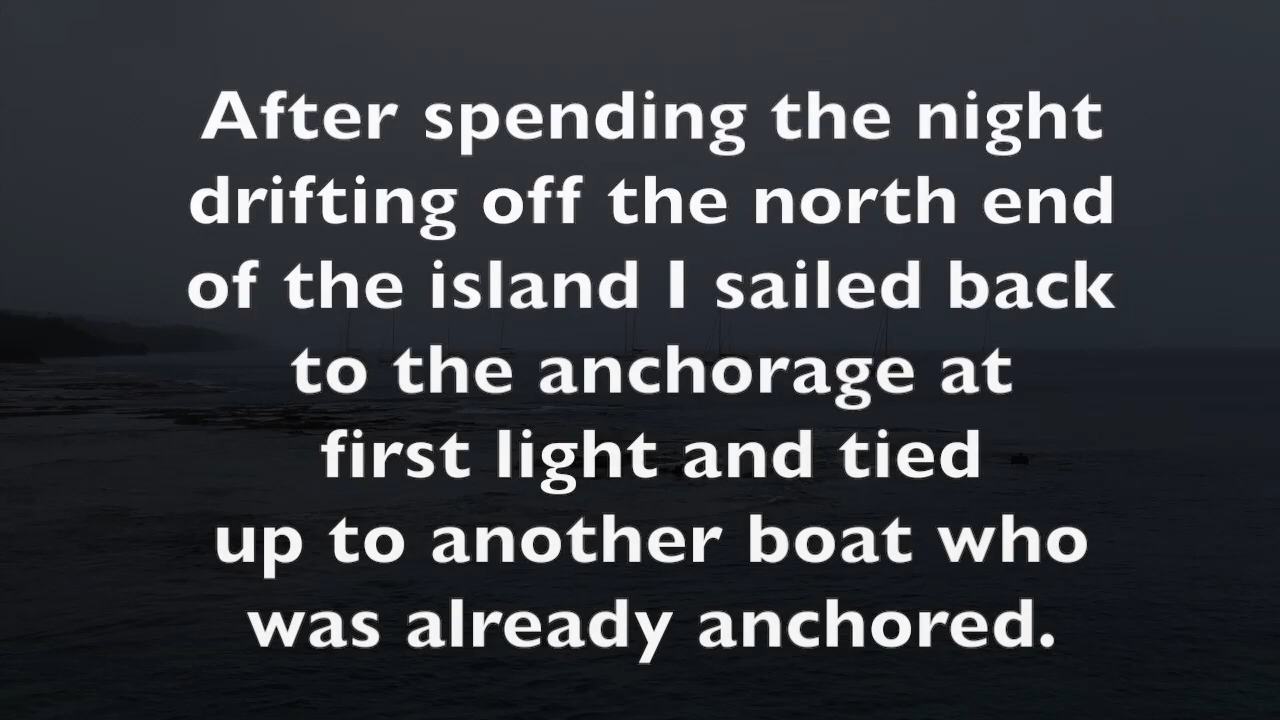 After spending the night
drifting off the north end
of the island I sailed back
to the anchorage at
first light and tied
up to another boat who
was already anchored.